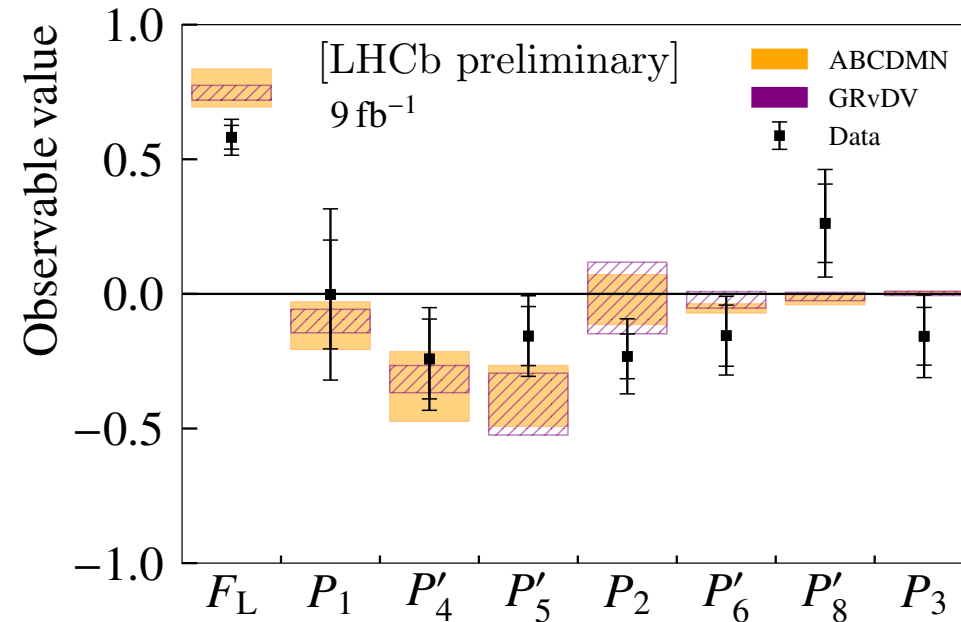 Observable value
1.0
0.5
0.0
−0.5
−1.0
[LHCb preliminary]
9 fb⁻¹
ABCDMN
GRvDV
Data
F_L P_1 P′_4 P′_5 P_2 P′_6 P′_8 P_3